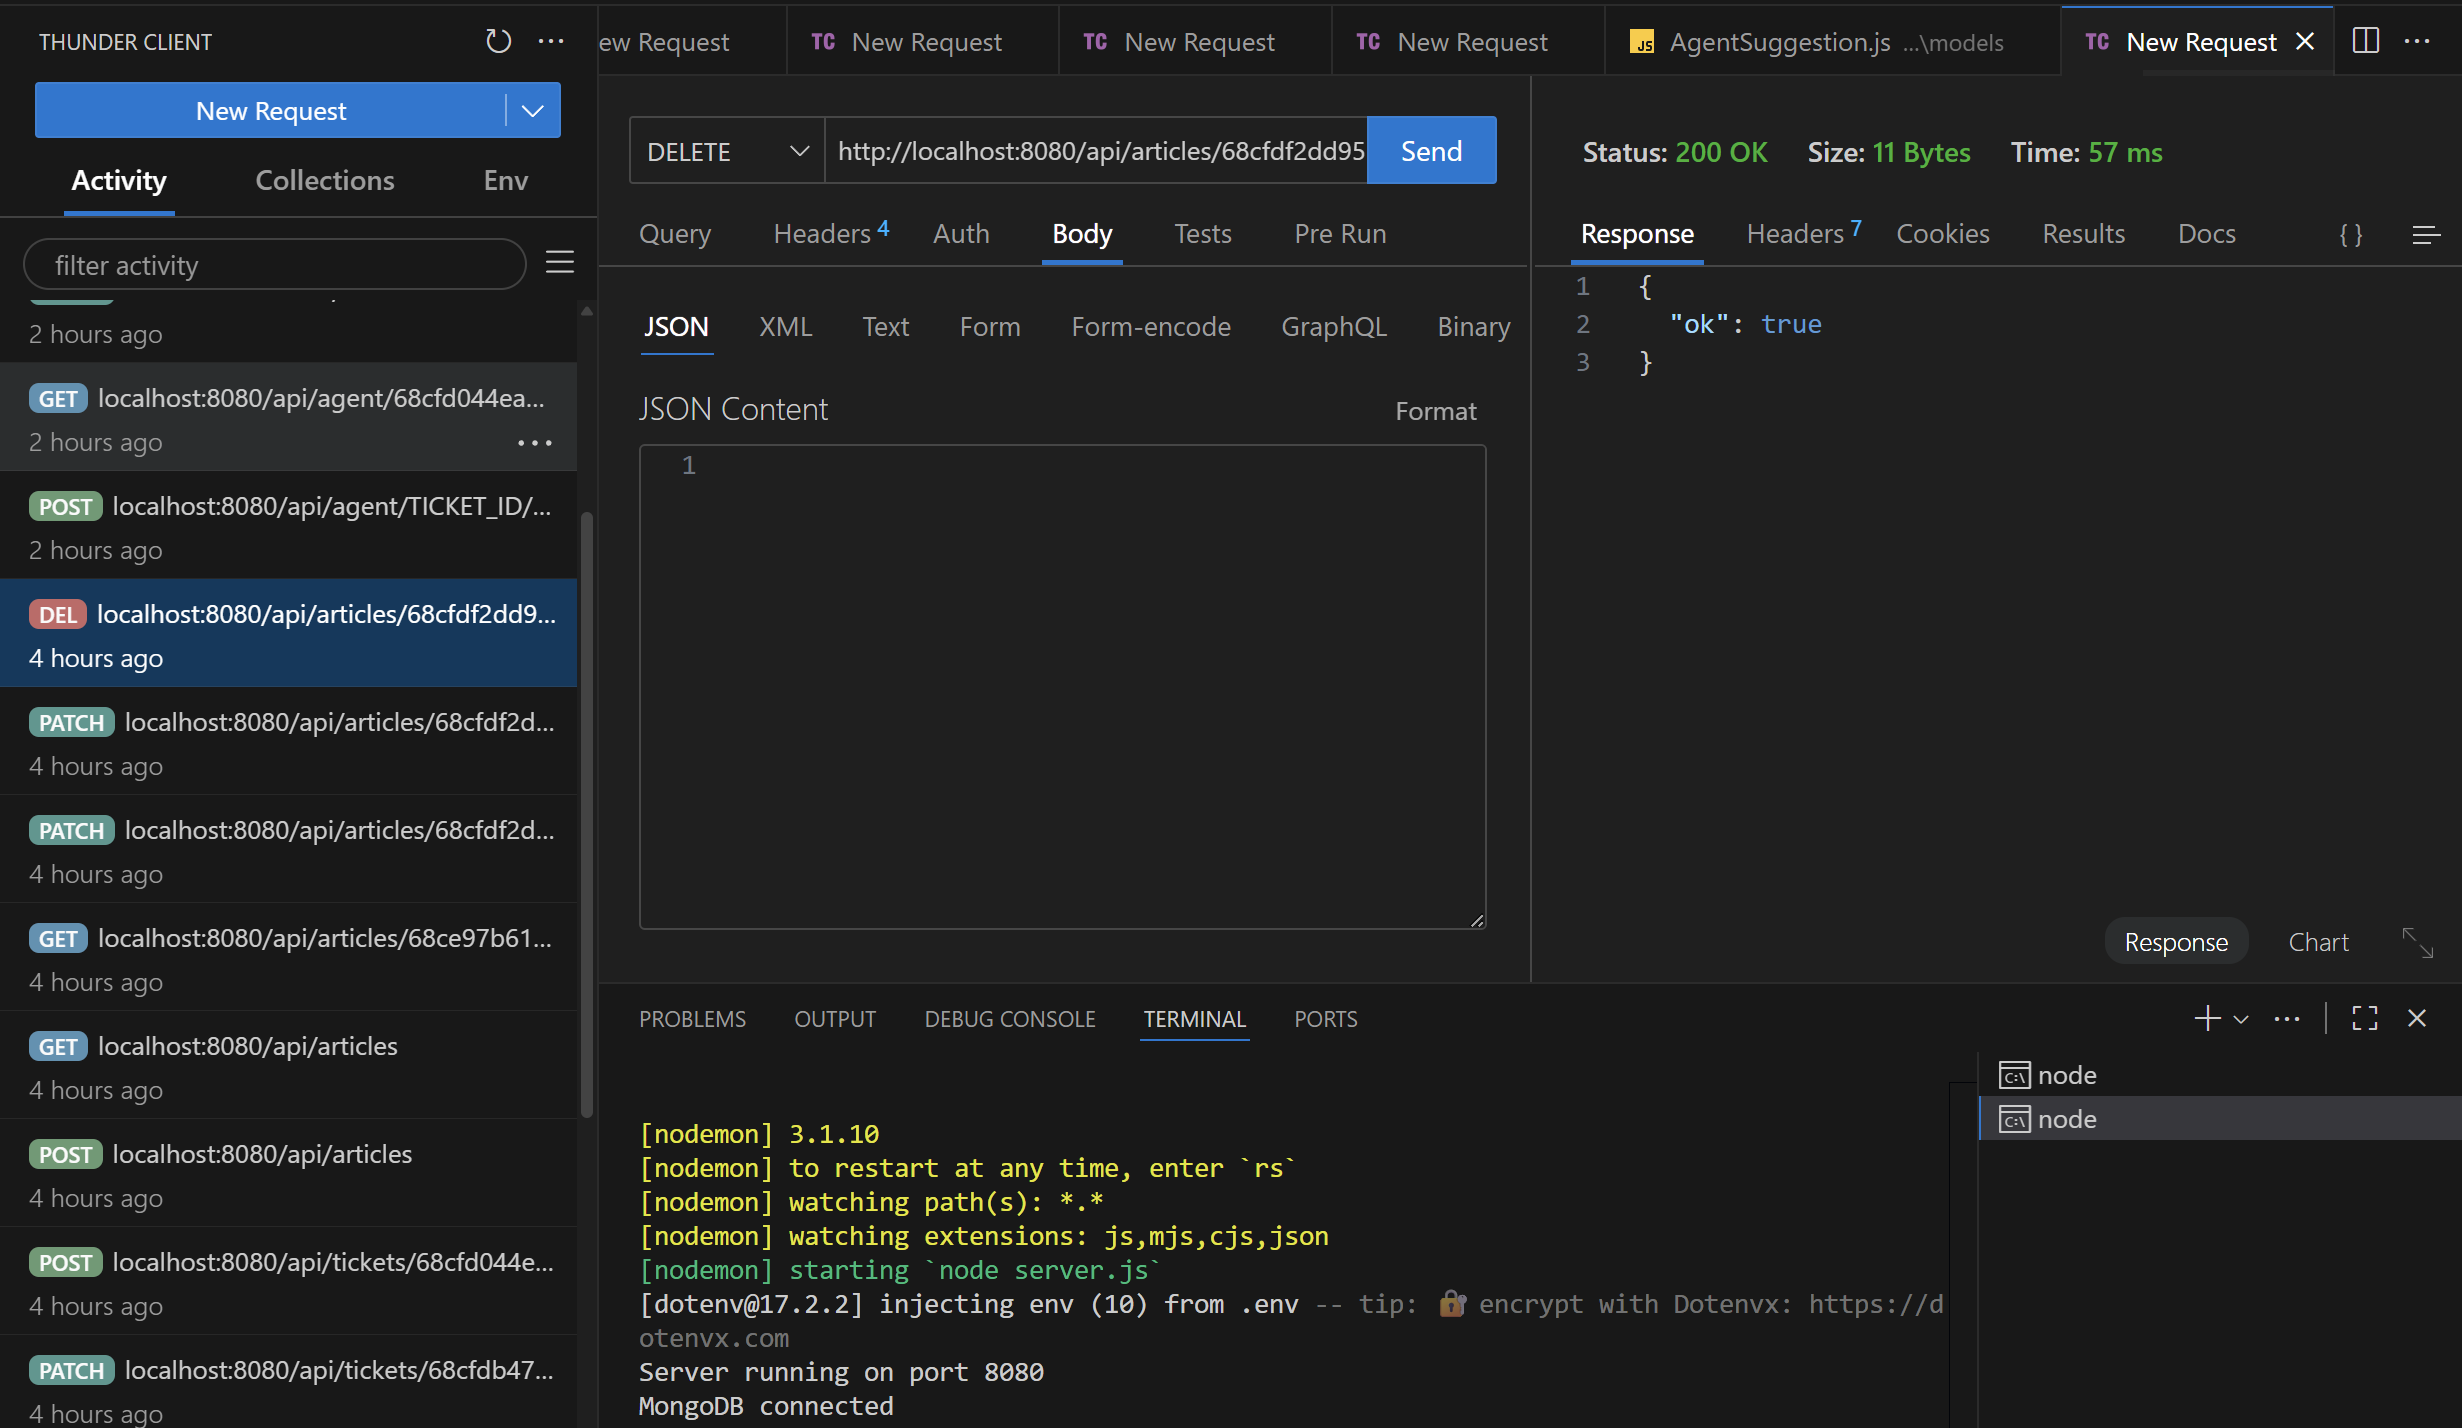 THUNDER CLIENT
New Request
Activity Collections Env
filter activity
2 hours ago
GET localhost:8080/api/agent/68cfd044ea...
2 hours ago
POST localhost:8080/api/agent/TICKET_ID/...
2 hours ago
DEL localhost:8080/api/articles/68cfdf2dd9...
4 hours ago
PATCH localhost:8080/api/articles/68cfdf2d...
4 hours ago
PATCH localhost:8080/api/articles/68cfdf2d...
4 hours ago
GET localhost:8080/api/articles/68ce97b61...
4 hours ago
GET localhost:8080/api/articles
4 hours ago
POST localhost:8080/api/articles
4 hours ago
POST localhost:8080/api/tickets/68cfd044e...
4 hours ago
PATCH localhost:8080/api/tickets/68cfdb47...
4 hours ago
ew Request TC New Request TC New Request TC New Request JS AgentSuggestion.js ...\models TC New Request
DELETE http://localhost:8080/api/articles/68cfdf2dd95 Send
Query Headers 4 Auth Body Tests Pre Run
JSON XML Text Form Form-encode GraphQL Binary
JSON Content Format
1
Status: 200 OK Size: 11 Bytes Time: 57 ms
Response Headers 7 Cookies Results Docs { }
1 {
2 "ok": true
3 }
Response Chart
PROBLEMS OUTPUT DEBUG CONSOLE TERMINAL PORTS
[nodemon] 3.1.10
[nodemon] to restart at any time, enter `rs`
[nodemon] watching path(s): *.*
[nodemon] watching extensions: js,mjs,cjs,json
[nodemon] starting `node server.js`
[dotenv@17.2.2] injecting env (10) from .env -- tip: 🔐 encrypt with Dotenvx: https://d
otenvx.com
Server running on port 8080
MongoDB connected
node
node